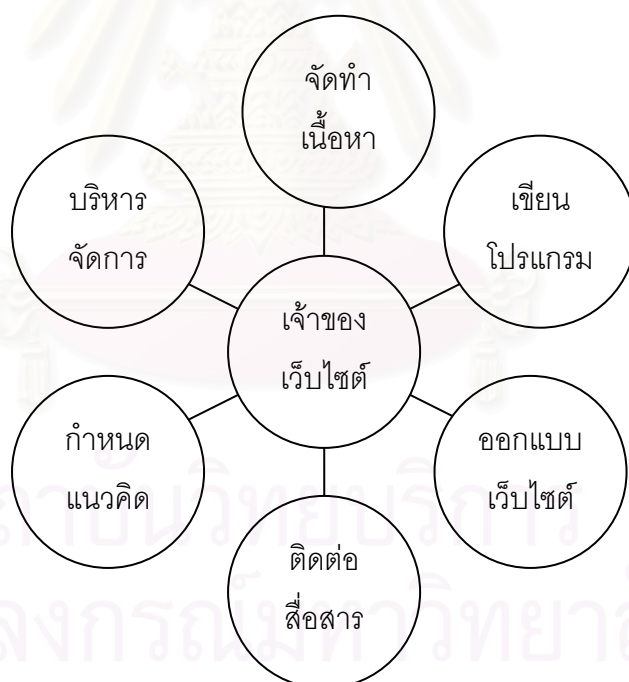 จัดทำ
เนื้อหา
เขียน
โปรแกรม
ออกแบบ
เว็บไซต์
ติดต่อ
สื่อสาร
กำหนด
แนวคิด
บริหาร
จัดการ
เจ้าของ
เว็บไซต์